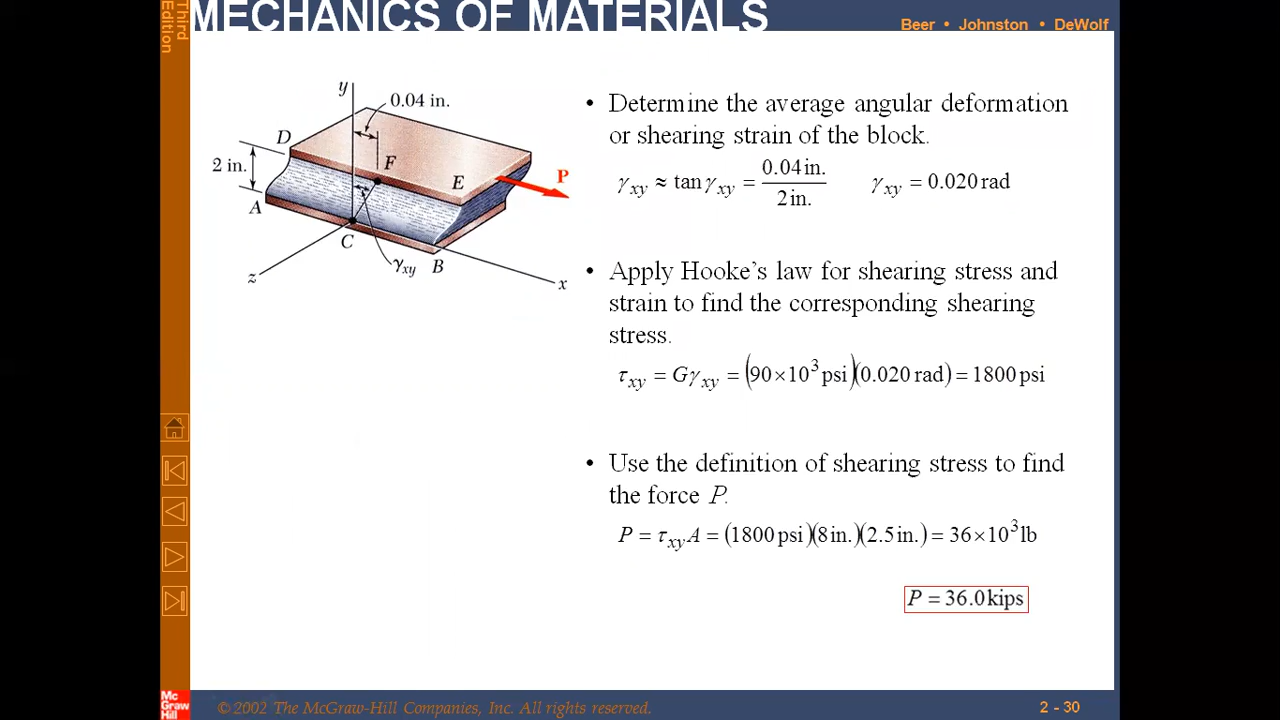 MECHANICS OF MATERIALS
Third
Edition
Beer • Johnston • DeWolf
y
0.04 in.
D
2 in.
F
E
P
A
C
γxy
B
z
x
• Determine the average angular deformation
or shearing strain of the block.
γxy ≈ tan γxy = 0.04 in. / 2 in. γxy = 0.020 rad
• Apply Hooke's law for shearing stress and
strain to find the corresponding shearing
stress.
τxy = Gγxy = (90×10³ psi)(0.020 rad) = 1800 psi
• Use the definition of shearing stress to find
the force P.
P = τxy A = (1800 psi)(8 in.)(2.5 in.) = 36×10³ lb
P = 36.0 kips
Mc
Graw
Hill
©2002 The McGraw-Hill Companies, Inc. All rights reserved.
2 - 30